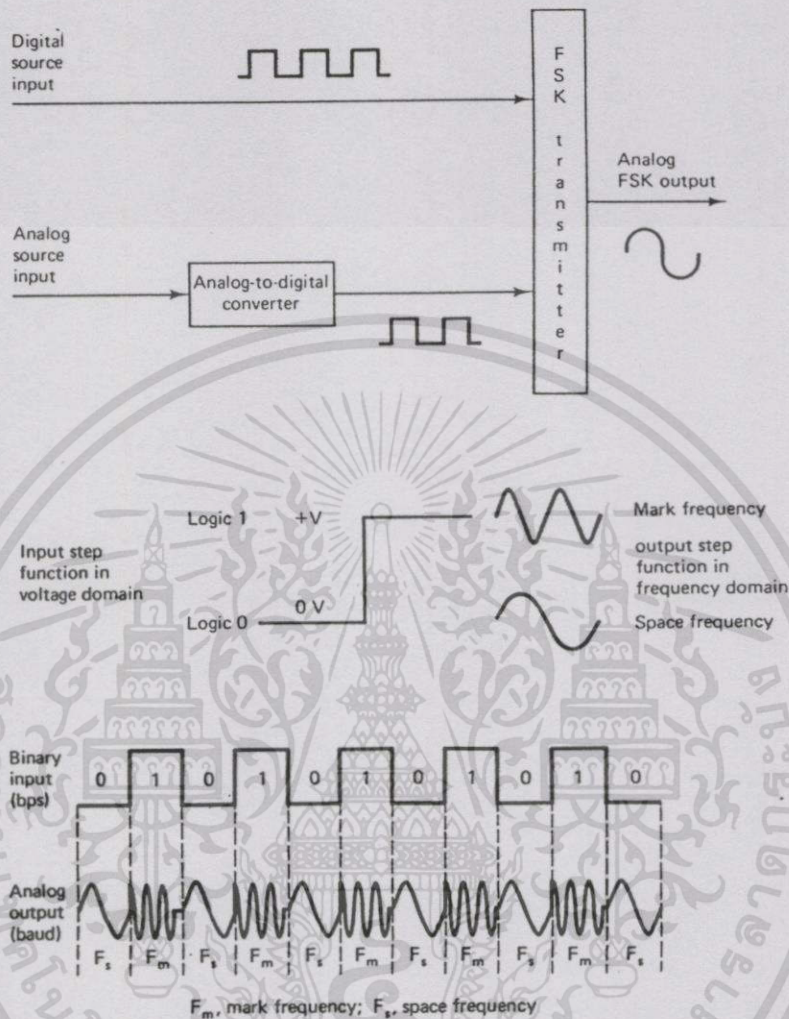 Digital
source
input
FSK transmitter
Analog
FSK output
Analog
source
input
Analog-to-digital
converter
Logic 1 +V
Mark frequency
Input step
function in
voltage domain
output step
function in
frequency domain
0 V
Logic 0
Space frequency
Binary
input
(bps)
0 1 0 1 0 1 0 1 0 1 0
Analog
output
(baud)
Fs Fm Fs Fm Fs Fm Fs Fm Fs Fm Fs
Fm, mark frequency; Fs, space frequency